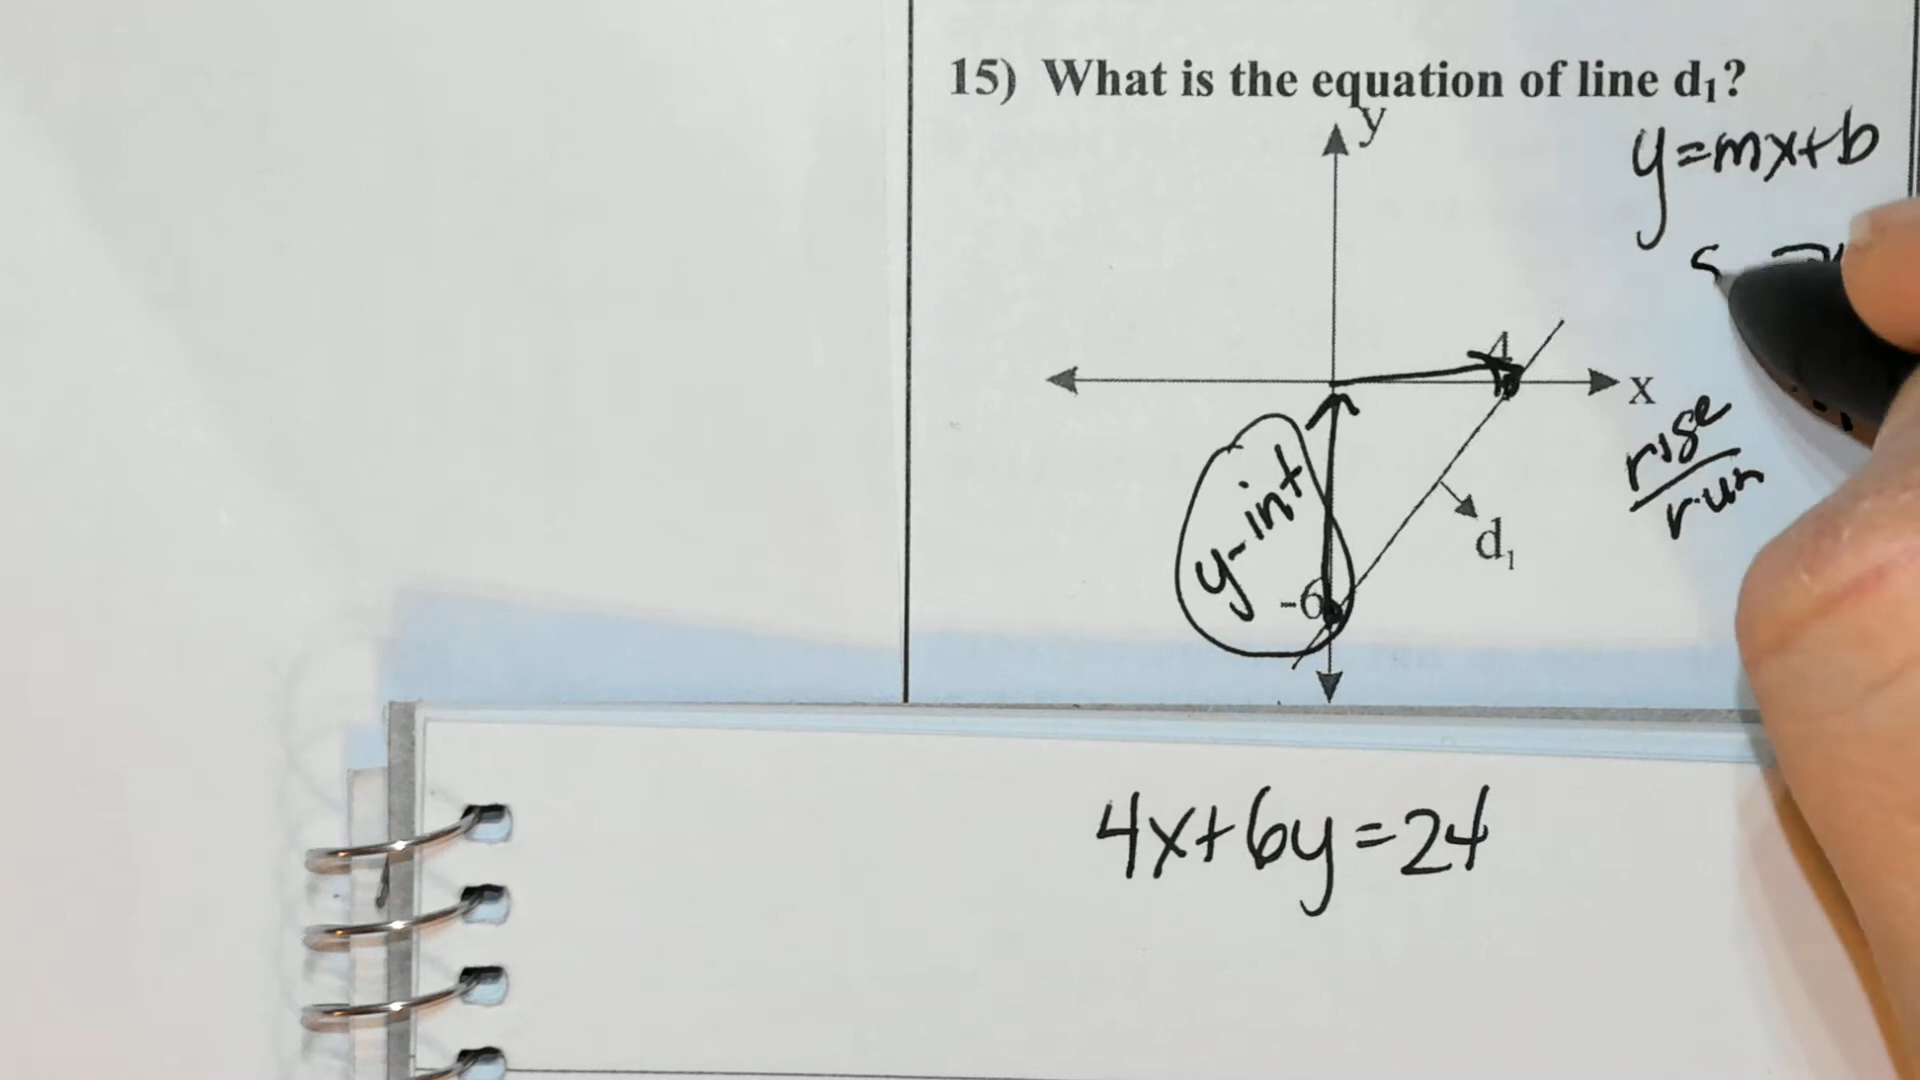 15) What is the equation of line d₁?
y
y=mx+b
4
x
rise
run
y-int
-6
d₁
4x+6y=24